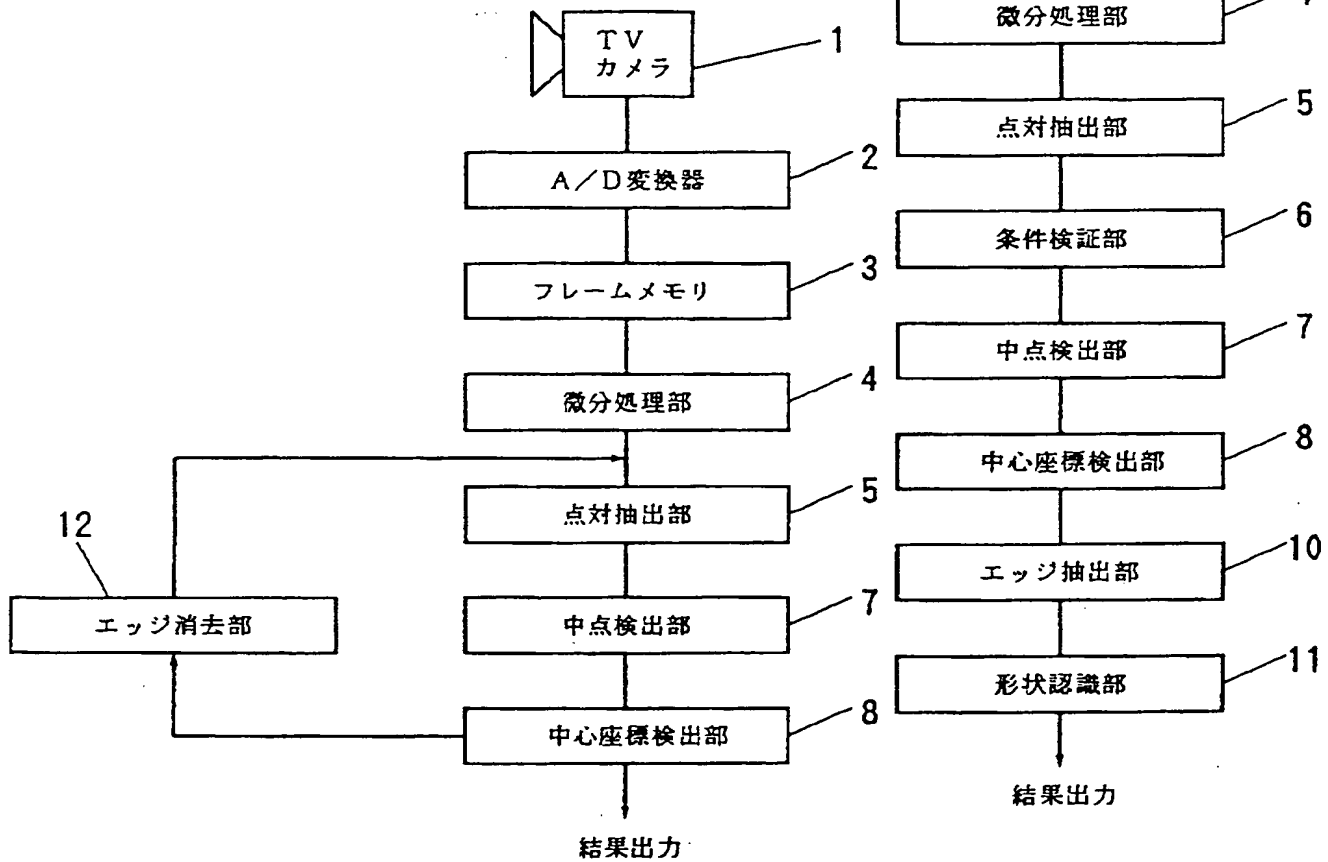 TV
カメラ
1
A/D変換器
2
フレームメモリ
3
微分処理部
4
点対抽出部
5
12
エッジ消去部
中点検出部
7
中心座標検出部
8
結果出力
微分処理部
点対抽出部
5
条件検証部
6
中点検出部
7
中心座標検出部
8
エッジ抽出部
10
形状認識部
11
結果出力